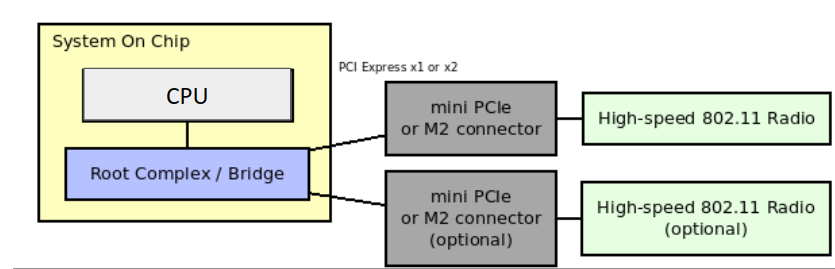 System On Chip
PCI Express x1 or x2
CPU
mini PCIe
or M2 connector
High-speed 802.11 Radio
Root Complex / Bridge
mini PCIe
or M2 connector
(optional)
High-speed 802.11 Radio
(optional)